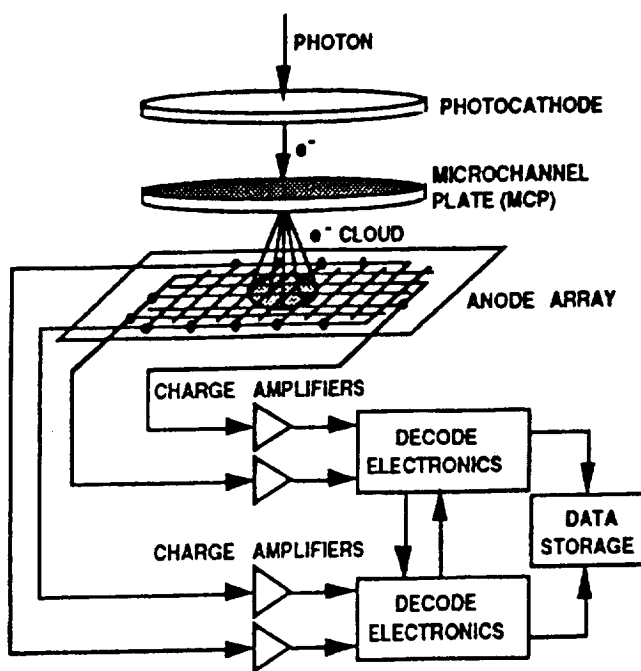 PHOTON
PHOTOCATHODE
e-
MICROCHANNEL
PLATE (MCP)
e- CLOUD
ANODE ARRAY
CHARGE AMPLIFIERS
DECODE
ELECTRONICS
DATA
STORAGE
CHARGE AMPLIFIERS
DECODE
ELECTRONICS